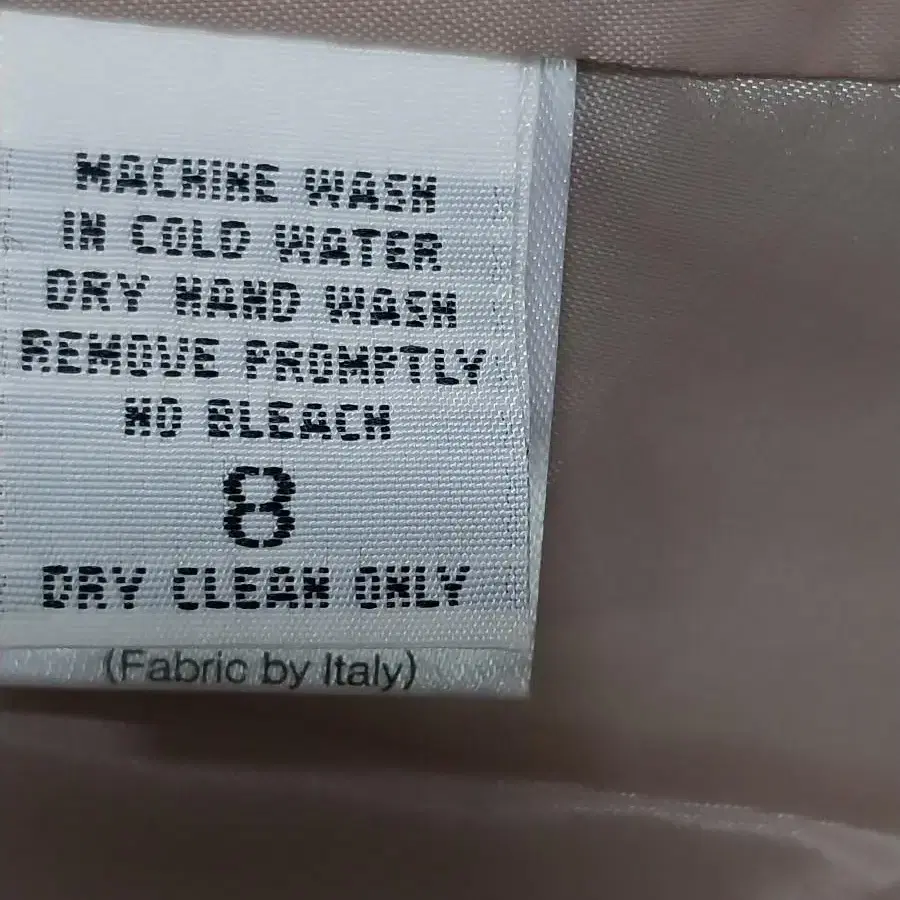 MACHINE WASH
IN COLD WATER
DRY HAND WASH
REMOVE PROMPTLY
NO BLEACH
8
DRY CLEAN ONLY
(Fabric by Italy)